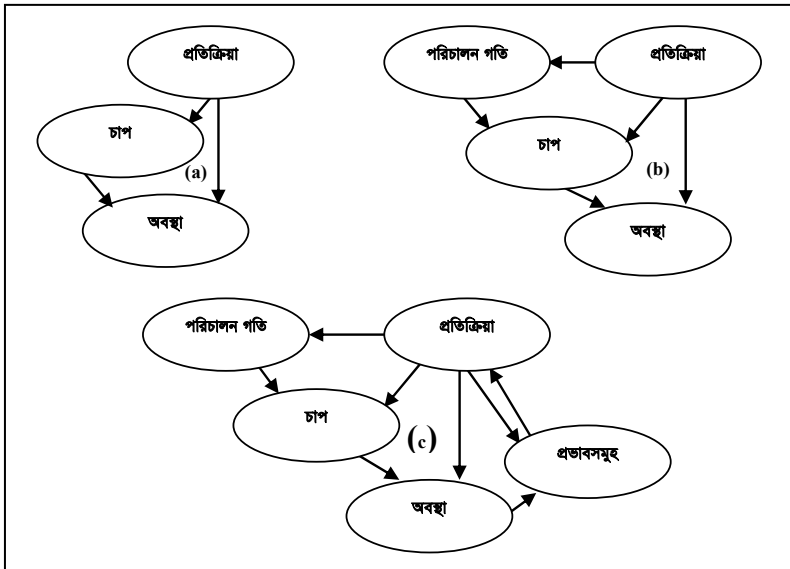 প্রতিক্রিয়া
চাপ
(a)
অবস্থা
পরিচালন গতি
প্রতিক্রিয়া
চাপ
(b)
অবস্থা
পরিচালন গতি
প্রতিক্রিয়া
চাপ
(c)
প্রভাবসমুহ
অবস্থা